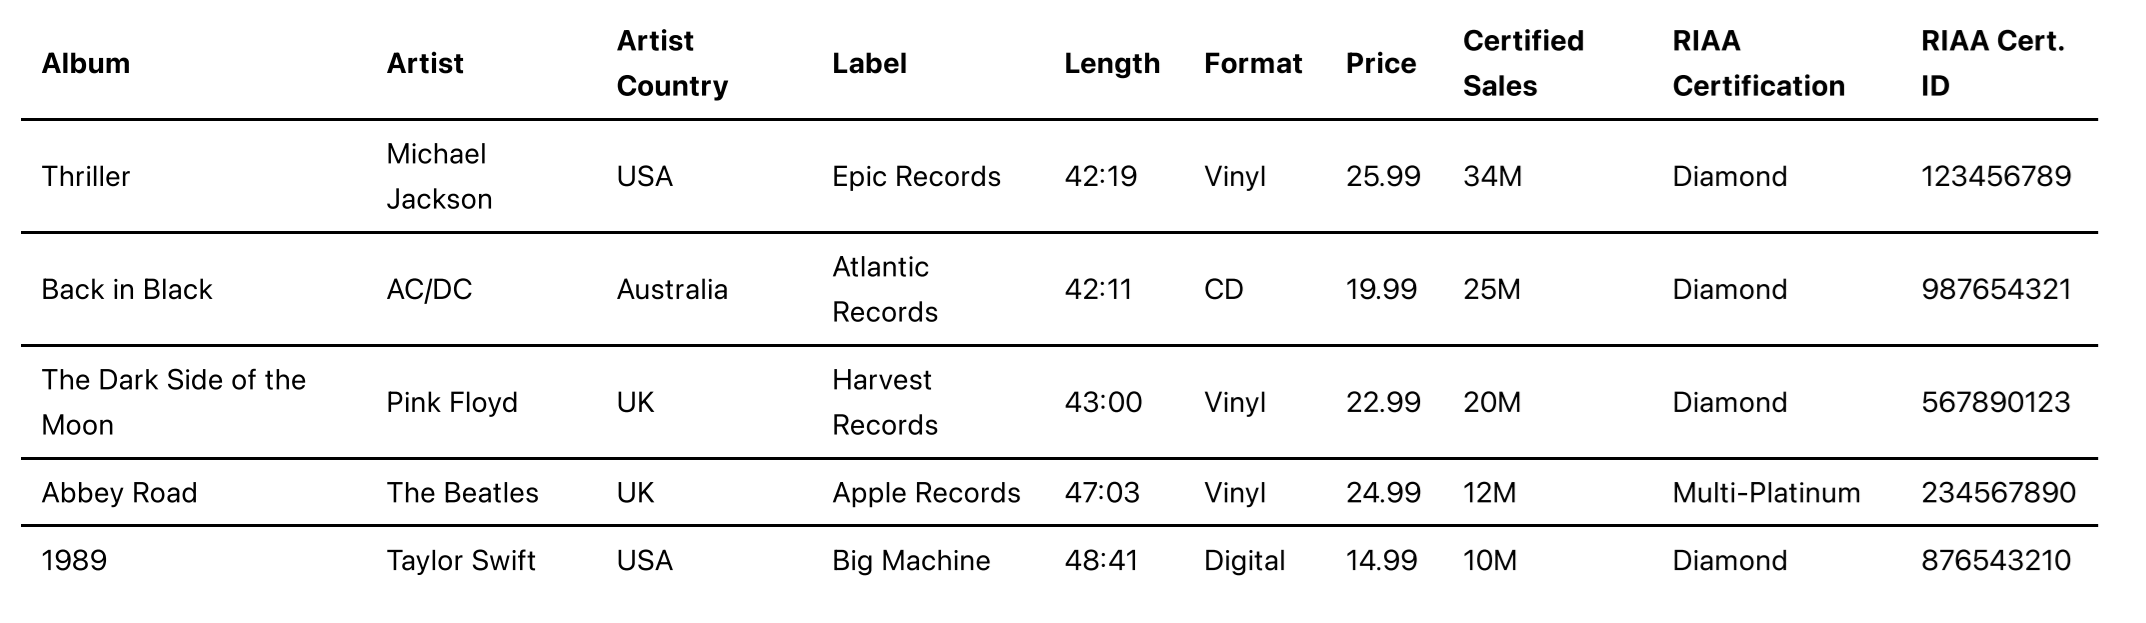 Album Artist Artist Country Label Length Format Price Certified Sales RIAA Certification RIAA Cert. ID
Thriller Michael Jackson USA Epic Records 42:19 Vinyl 25.99 34M Diamond 123456789
Back in Black AC/DC Australia Atlantic Records 42:11 CD 19.99 25M Diamond 987654321
The Dark Side of the Moon Pink Floyd UK Harvest Records 43:00 Vinyl 22.99 20M Diamond 567890123
Abbey Road The Beatles UK Apple Records 47:03 Vinyl 24.99 12M Multi-Platinum 234567890
1989 Taylor Swift USA Big Machine 48:41 Digital 14.99 10M Diamond 876543210